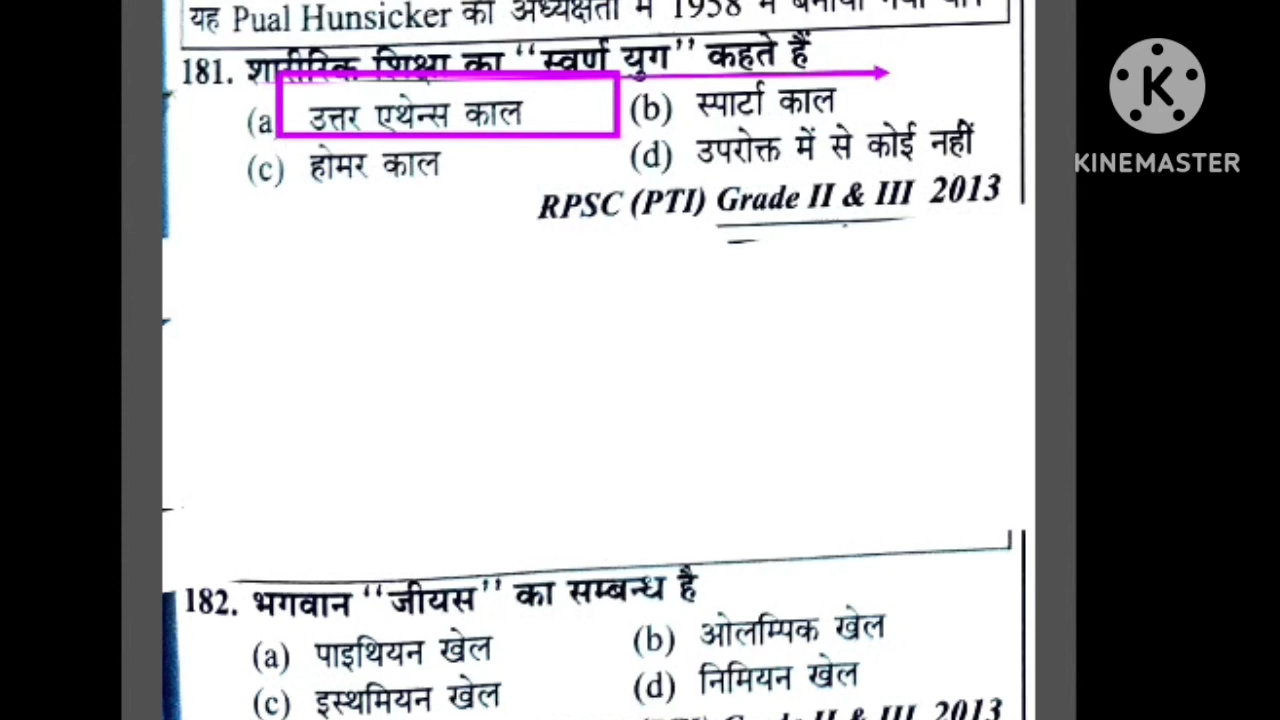 यह Pual Hunsicker की अध्यक्षता में 1958 में बनाया गया था।
181. शारीरिक शिक्षा का ‘‘स्वर्ण युग’’ कहते हैं
(a उत्तर एथेन्स काल (b) स्पार्टा काल
(c) होमर काल (d) उपरोक्त में से कोई नहीं
RPSC (PTI) Grade II & III 2013
182. भगवान ‘‘जीयस’’ का सम्बन्ध है
(a) पाइथियन खेल (b) ओलम्पिक खेल
(c) इस्थमियन खेल (d) निमियन खेल
Grade II & III 2013
K
KINEMASTER